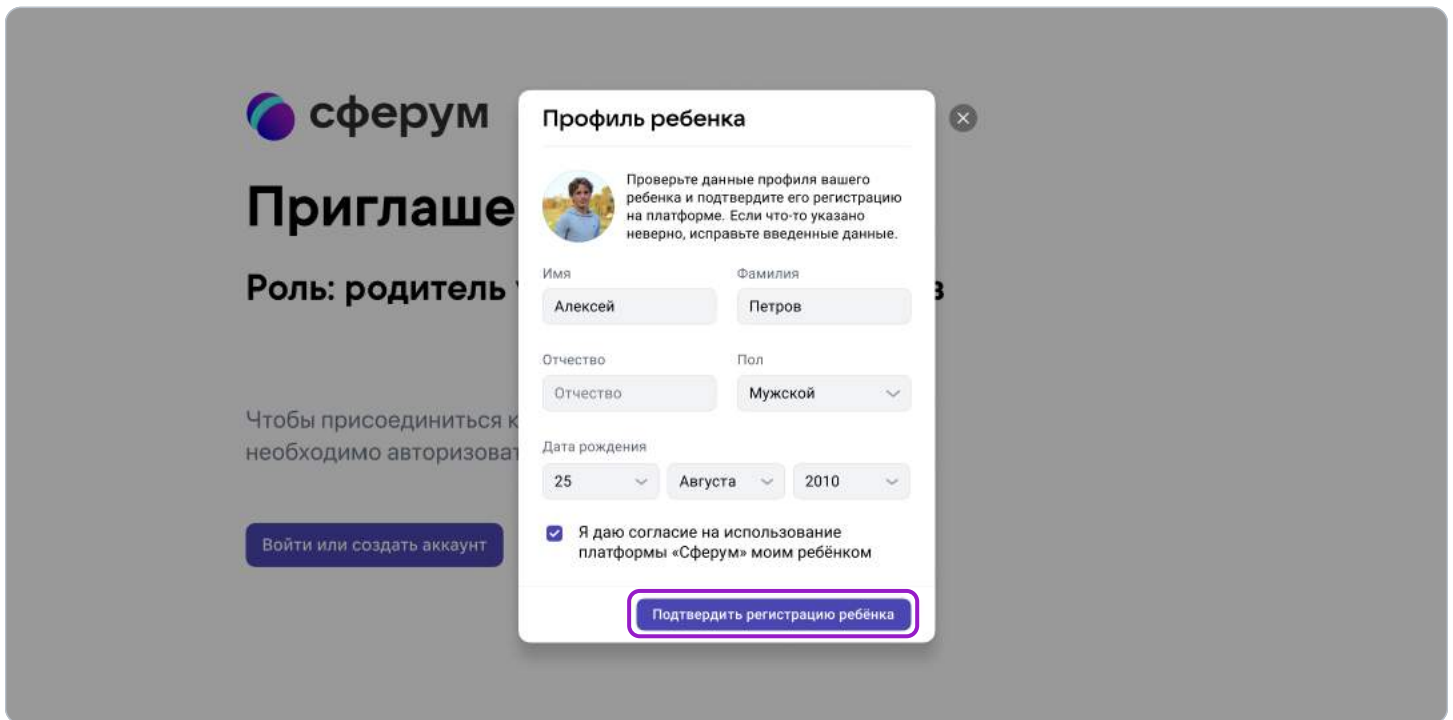 сферум
Приглаше
Роль: родитель
в
Чтобы присоединиться к
необходимо авторизоват
Войти или создать аккаунт
Профиль ребенка
Проверьте данные профиля вашего
ребенка и подтвердите его регистрацию
на платформе. Если что-то указано
неверно, исправьте введенные данные.
Имя
Фамилия
Алексей
Петров
Отчество
Пол
Отчество
Мужской
Дата рождения
25
Августа
2010
Я даю согласие на использование
платформы «Сферум» моим ребёнком
Подтвердить регистрацию ребёнка